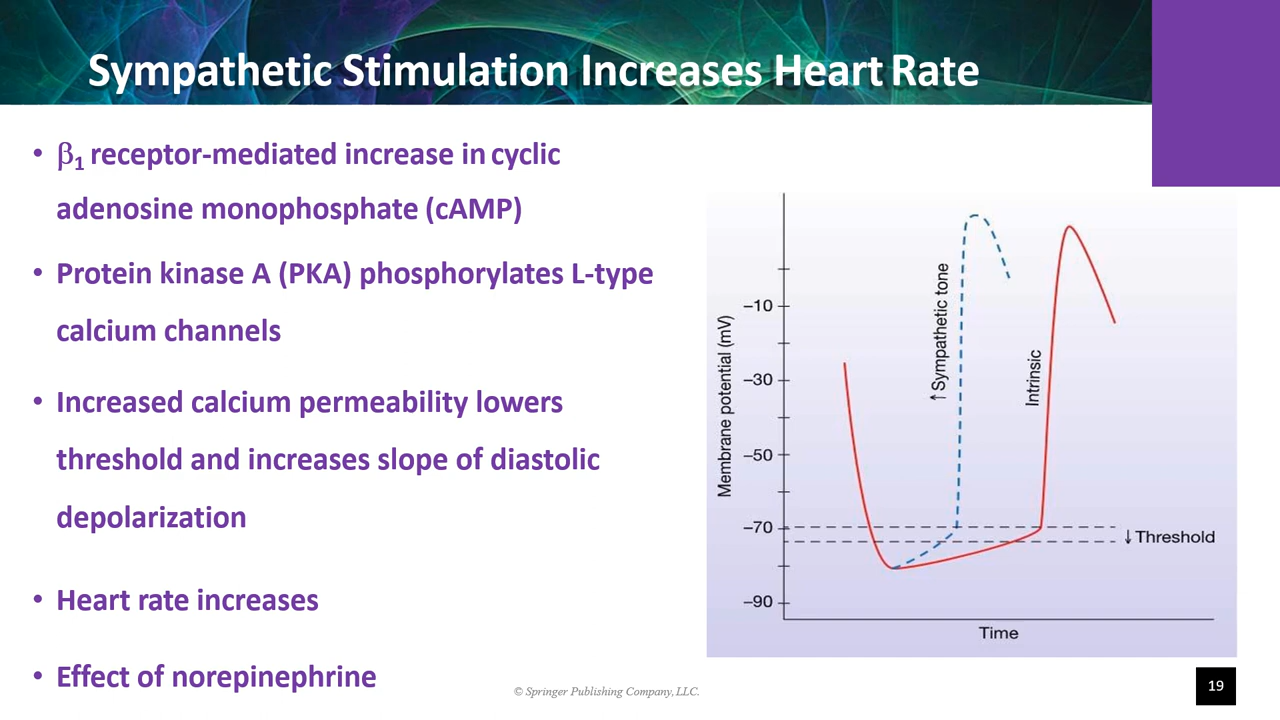 Sympathetic Stimulation Increases Heart Rate
• β1 receptor-mediated increase in cyclic
adenosine monophosphate (cAMP)
• Protein kinase A (PKA) phosphorylates L-type
calcium channels
• Increased calcium permeability lowers
threshold and increases slope of diastolic
depolarization
• Heart rate increases
• Effect of norepinephrine
Membrane potential (mV)
–10
–30
–50
–70
–90
↑ Sympathetic tone
Intrinsic
↓ Threshold
Time
© Springer Publishing Company, LLC.
19